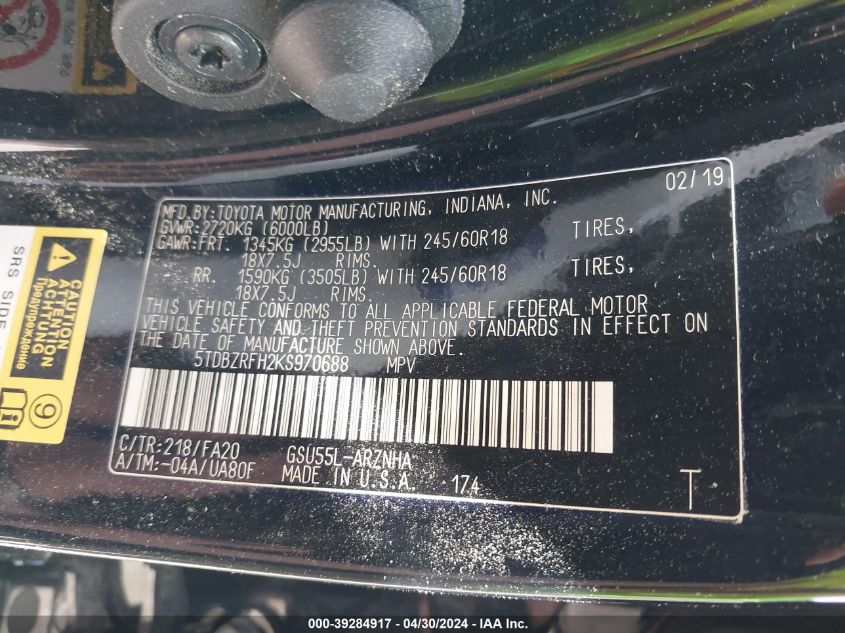 02/19
MFD.BY:TOYOTA MOTOR MANUFACTURING, INDIANA, INC.
GVWR:2720KG (6000LB)
GAWR:FRT. 1345KG (2955LB) WITH 245/60R18 TIRES,
18X7.5J RIMS.
RR. 1590KG (3505LB) WITH 245/60R18 TIRES,
18X7.5J RIMS.
THIS VEHICLE CONFORMS TO ALL APPLICABLE FEDERAL MOTOR
VEHICLE SAFETY AND THEFT PREVENTION STANDARDS IN EFFECT ON
THE DATE OF MANUFACTURE SHOWN ABOVE.
5TDBZRFH2KS970688 MPV
C/TR:218/FA20 GSU55L-ARZNHA
A/TM:-04A/UA80F MADE IN U.S.A. 174 T
SRS SIDE
CAUTION
ATTENTION
ACHTUNG
Предупреждение
9
000-39284917 - 04/30/2024 - IAA Inc.